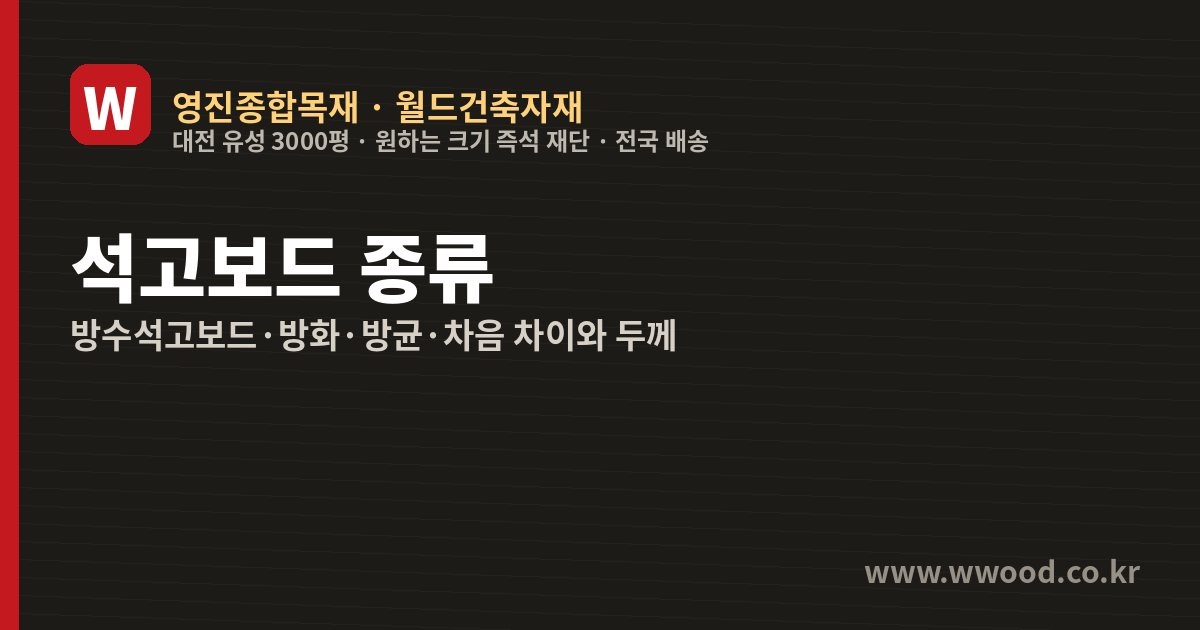 W
영진종합목재 · 월드건축자재
대전 유성 3000평 · 원하는 크기 즉석 재단 · 전국 배송
석고보드 종류
방수석고보드·방화·방균·차음 차이와 두께
www.wwood.co.kr